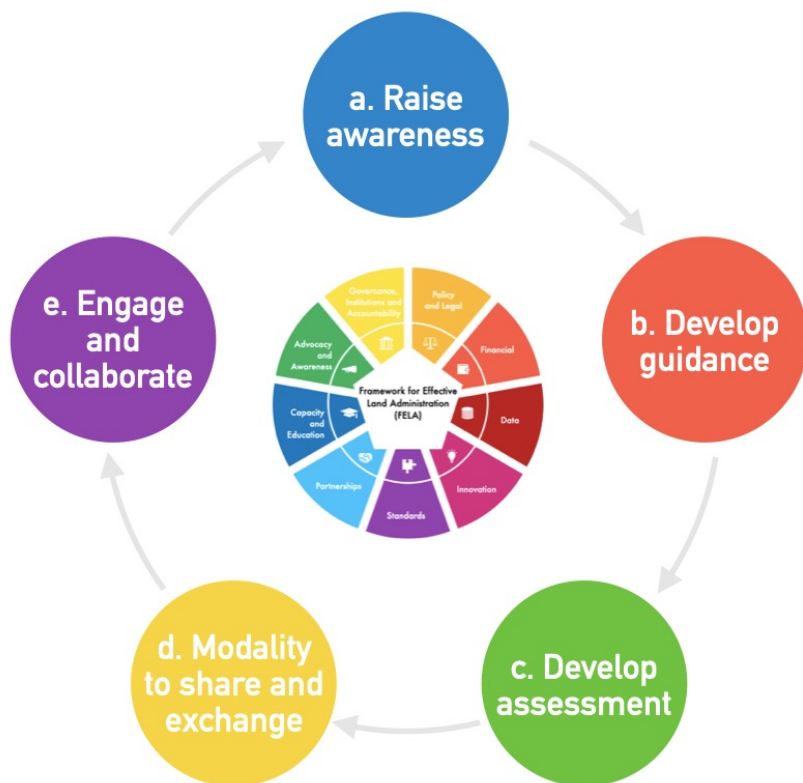 a. Raise
awareness
b. Develop
guidance
c. Develop
assessment
d. Modality
to share and
exchange
e. Engage
and
collaborate
Governance,
Institutions and
Accountability
Policy
and Legal
Financial
Data
Innovation
Standards
Partnerships
Capacity
and
Education
Advocacy
and
Awareness
Framework for Effective
Land Administration
(FELA)